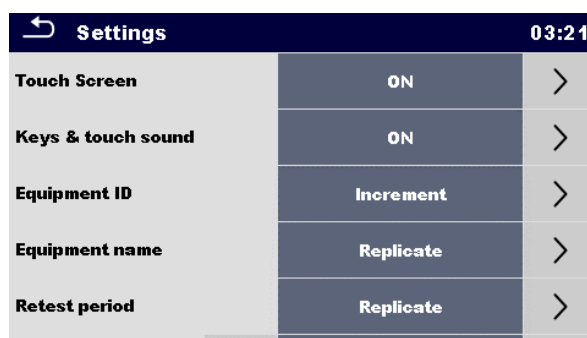 Settings 03:21
Touch Screen ON
Keys & touch sound ON
Equipment ID Increment
Equipment name Replicate
Retest period Replicate